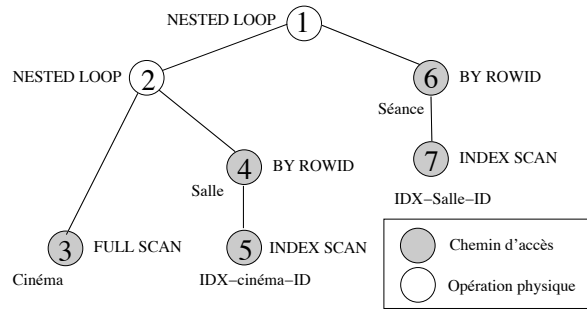 NESTED LOOP 1
NESTED LOOP 2
6 BY ROWID
Séance
4 BY ROWID
7 INDEX SCAN
Salle
IDX-Salle-ID
3 FULL SCAN
5 INDEX SCAN
Chemin d'accès
Cinéma
IDX-cinéma-ID
Opération physique